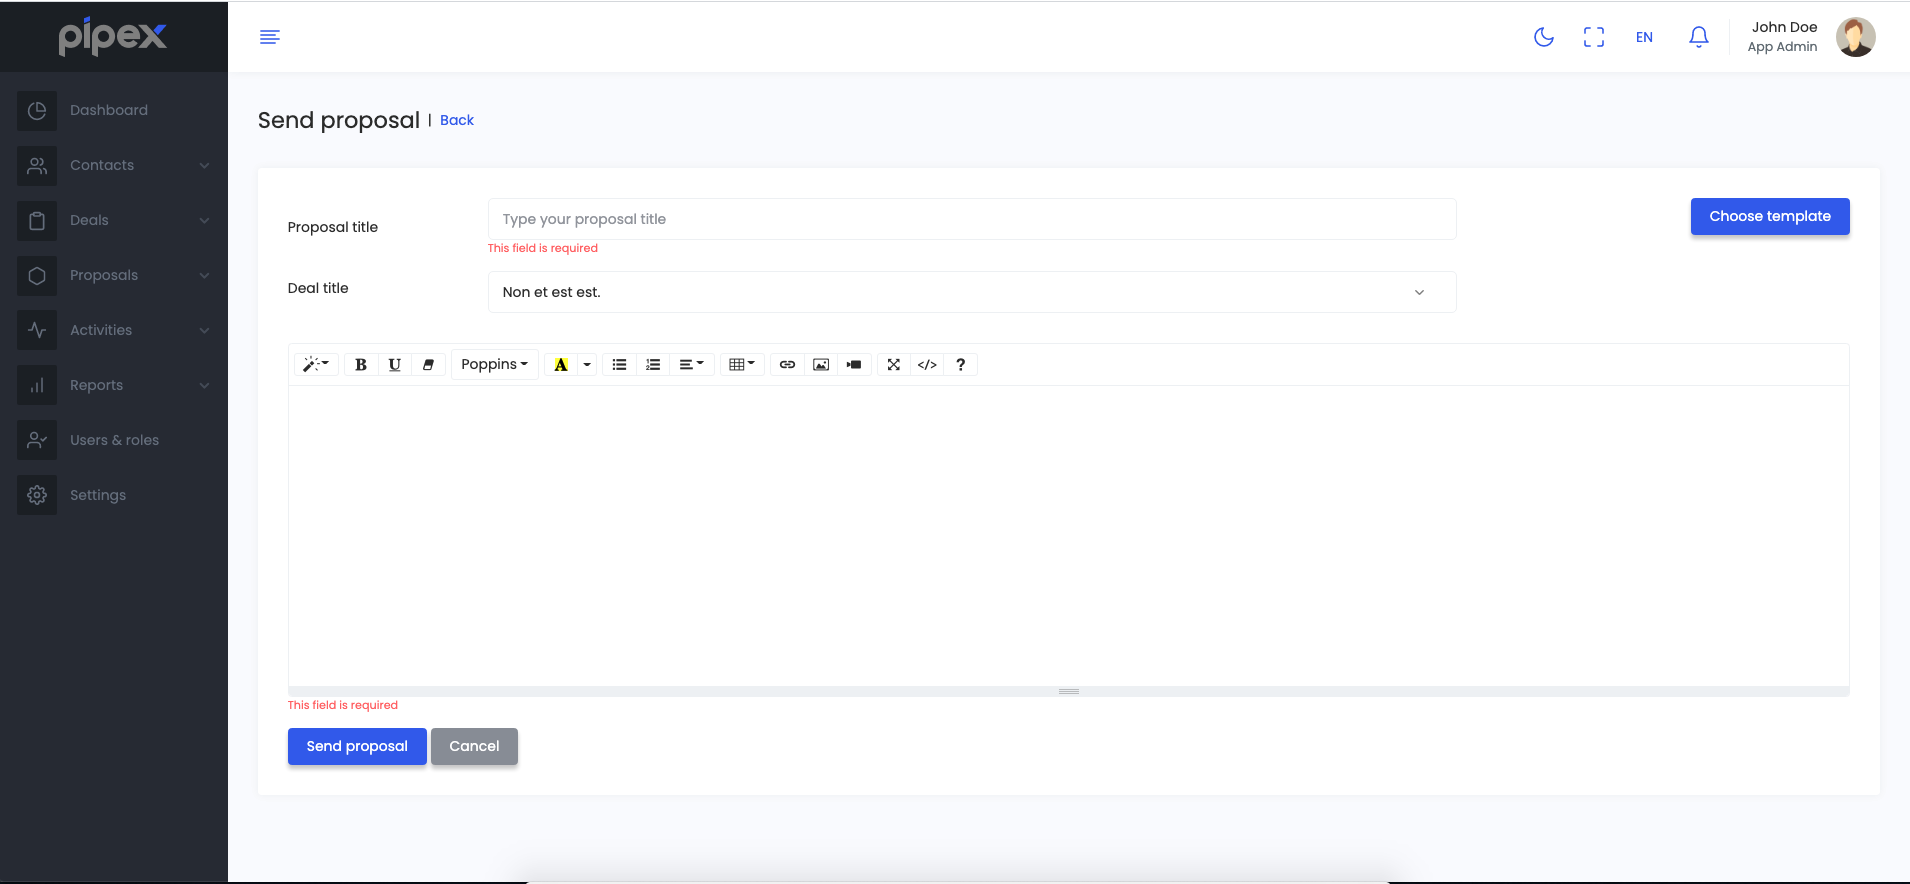 pipex
EN
John Doe
App Admin
Dashboard
Contacts
Deals
Proposals
Activities
Reports
Users & roles
Settings
Send proposal | Back
Proposal title
Type your proposal title
This field is required
Choose template
Deal title
Non et est est.
B U Poppins A </> ?
This field is required
Send proposal
Cancel